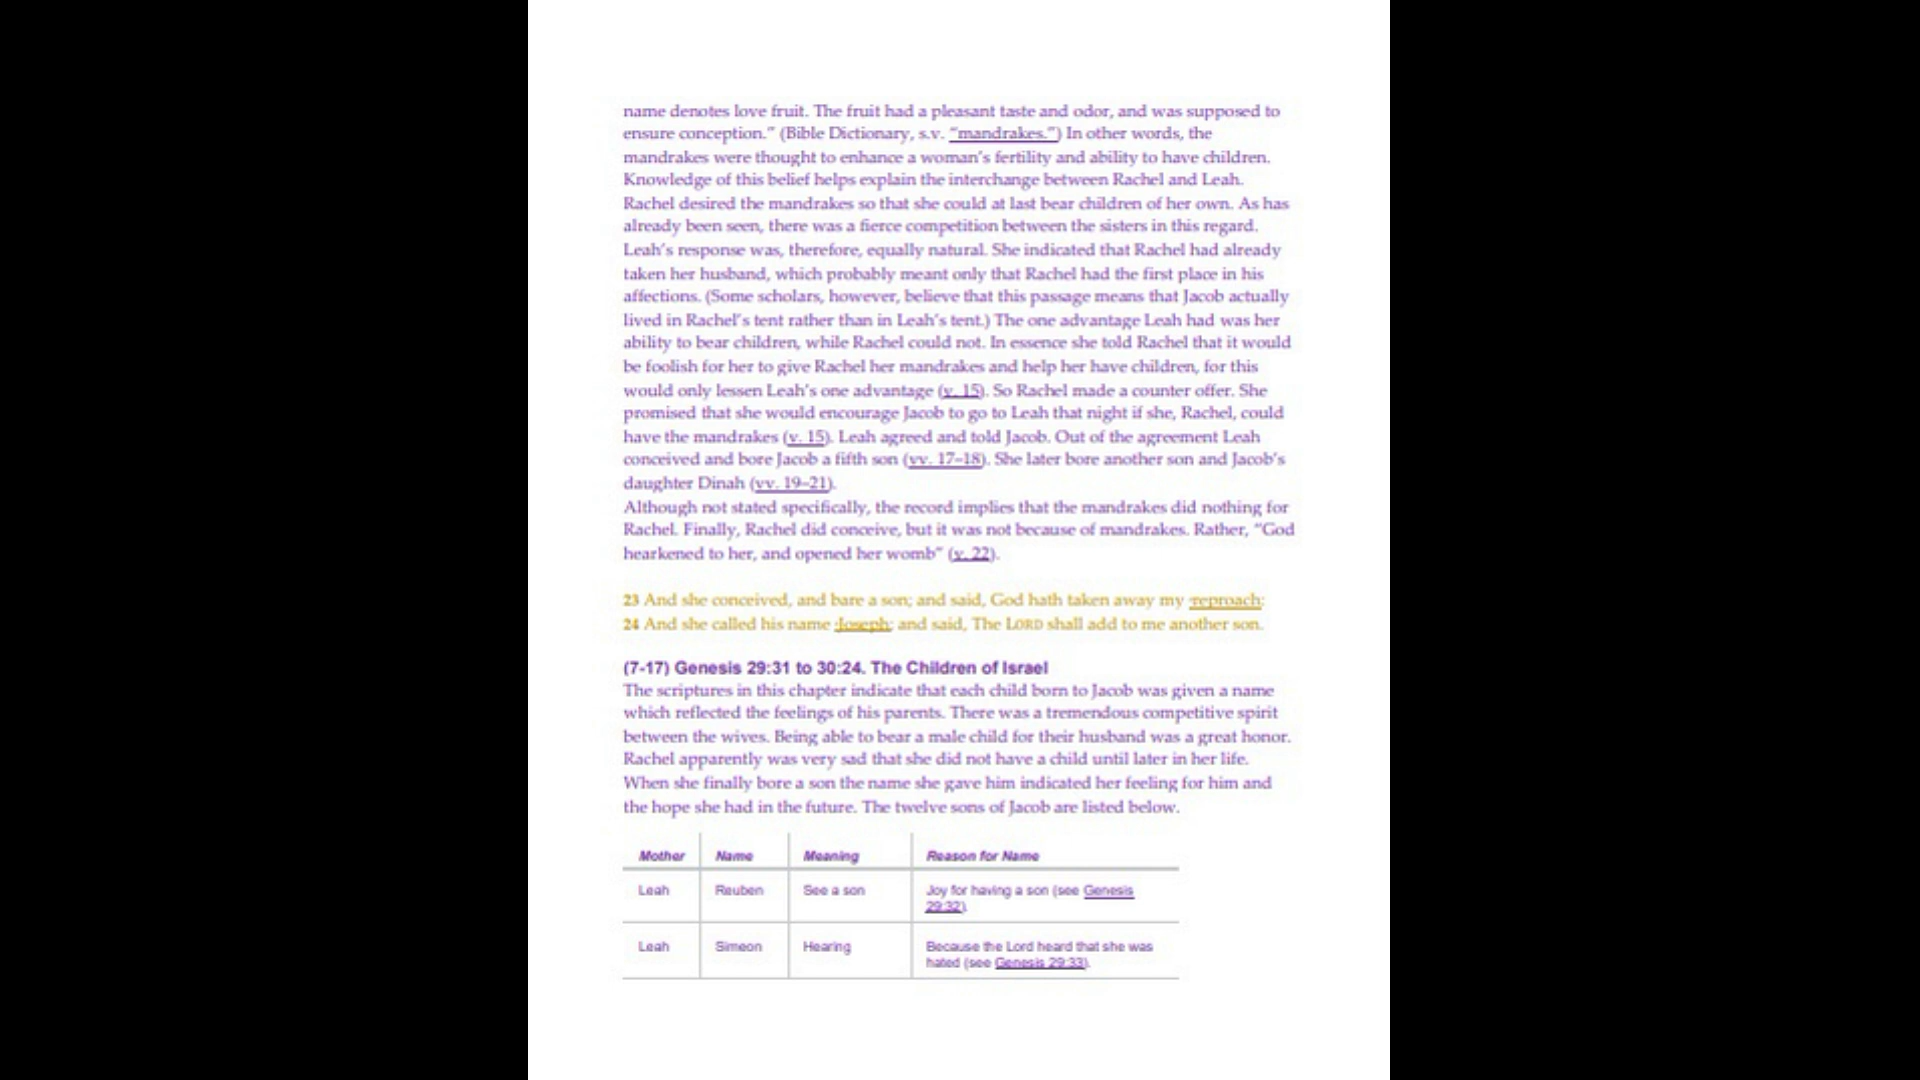 name denotes love fruit. The fruit had a pleasant taste and odor, and was supposed to
ensure conception.” (Bible Dictionary, s.v. “mandrakes.”) In other words, the
mandrakes were thought to enhance a woman’s fertility and ability to have children.
Knowledge of this belief helps explain the interchange between Rachel and Leah.
Rachel desired the mandrakes so that she could at last bear children of her own. As has
already been seen, there was a fierce competition between the sisters in this regard.
Leah’s response was, therefore, equally natural. She indicated that Rachel had already
taken her husband, which probably meant only that Rachel had the first place in his
affections. (Some scholars, however, believe that this passage means that Jacob actually
lived in Rachel’s tent rather than in Leah’s tent.) The one advantage Leah had was her
ability to bear children, while Rachel could not. In essence she told Rachel that it would
be foolish for her to give Rachel her mandrakes and help her have children, for this
would only lessen Leah’s one advantage (v. 15). So Rachel made a counter offer. She
promised that she would encourage Jacob to go to Leah that night if she, Rachel, could
have the mandrakes (v. 15). Leah agreed and told Jacob. Out of the agreement Leah
conceived and bore Jacob a fifth son (vv. 17–18). She later bore another son and Jacob’s
daughter Dinah (vv. 19–21).
Although not stated specifically, the record implies that the mandrakes did nothing for
Rachel. Finally, Rachel did conceive, but it was not because of mandrakes. Rather, “God
hearkened to her, and opened her womb” (v. 22).
23 And she conceived, and bare a son; and said, God hath taken away my reproach:
24 And she called his name Joseph; and said, The LORD shall add to me another son.
(7-17) Genesis 29:31 to 30:24. The Children of Israel
The scriptures in this chapter indicate that each child born to Jacob was given a name
which reflected the feelings of his parents. There was a tremendous competitive spirit
between the wives. Being able to bear a male child for their husband was a great honor.
Rachel apparently was very sad that she did not have a child until later in her life.
When she finally bore a son the name she gave him indicated her feeling for him and
the hope she had in the future. The twelve sons of Jacob are listed below.
Mother Name Meaning Reason for Name
Leah Reuben See a son Joy for having a son (see Genesis
29:32).
Leah Simeon Hearing Because the Lord heard that she was
hated (see Genesis 29:33).